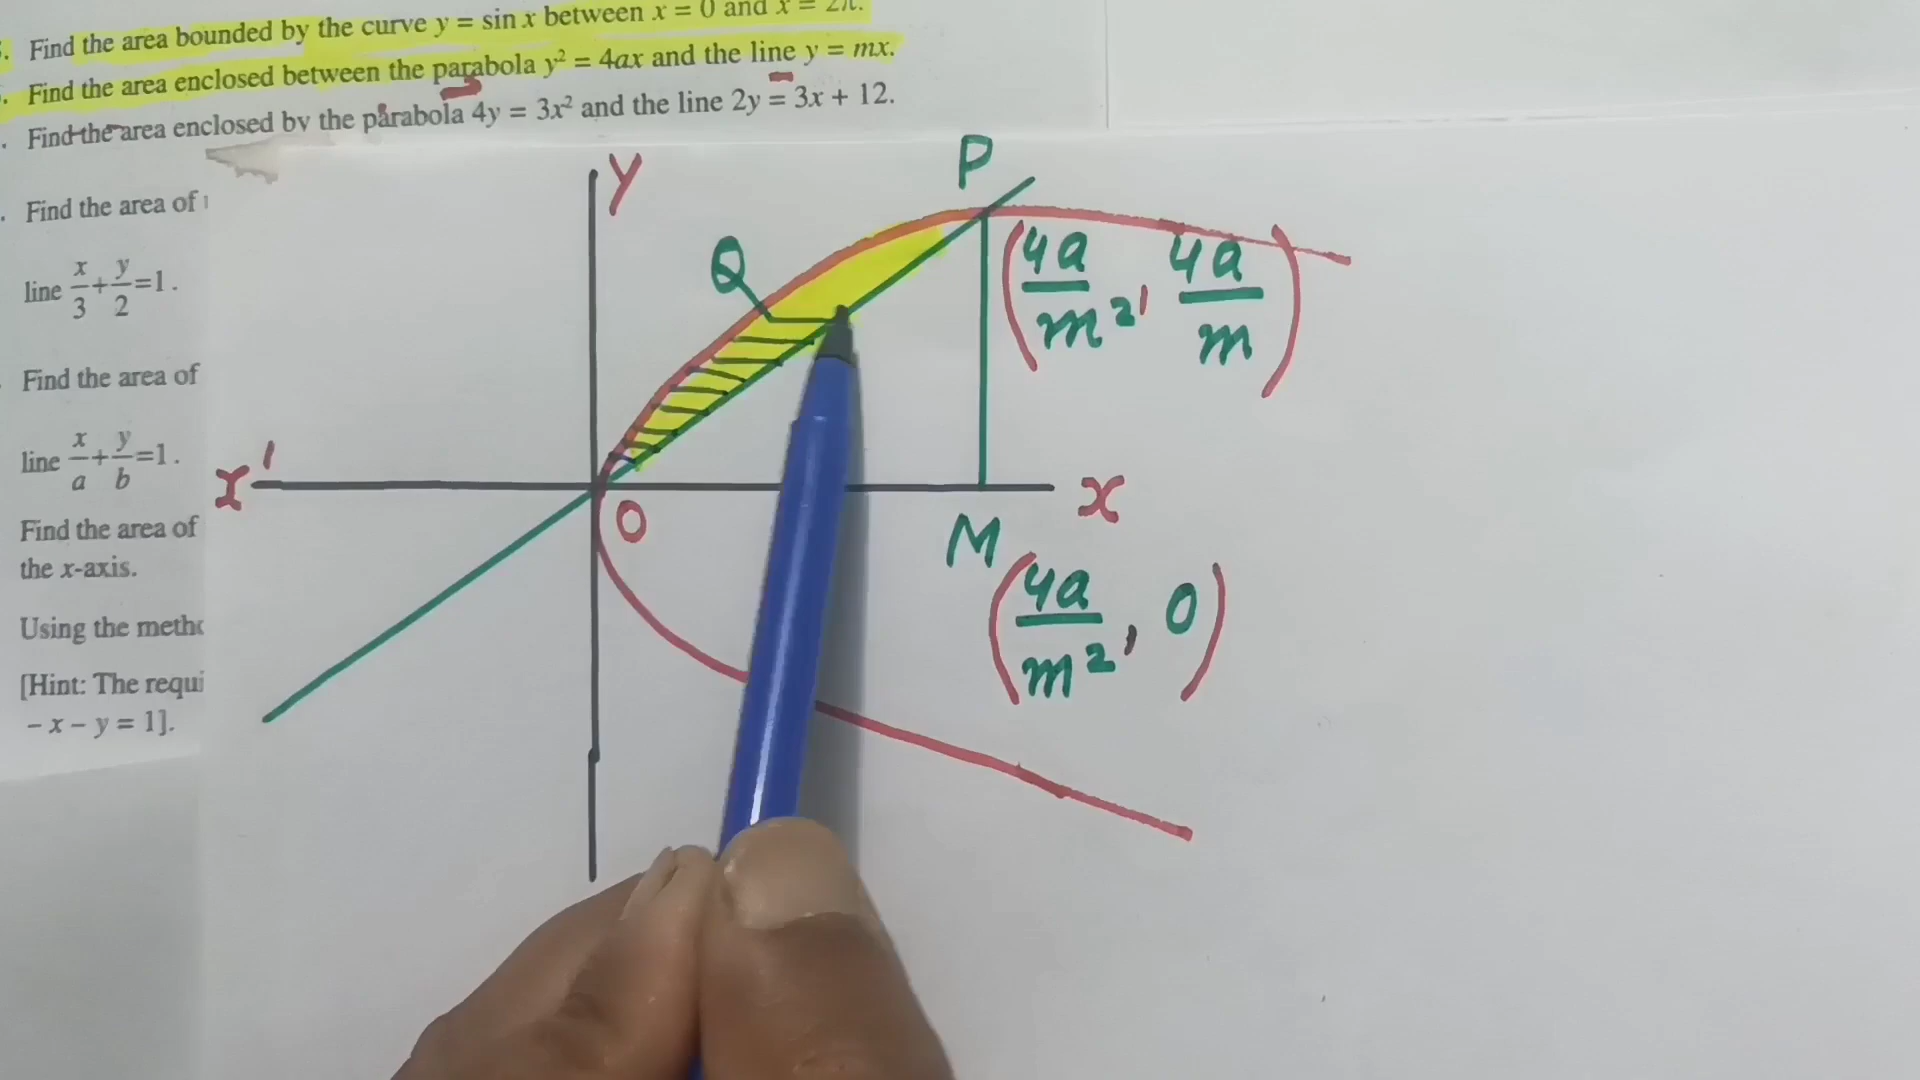 . Find the area bounded by the curve y = sin x between x = 0 and x = 2π.
. Find the area enclosed between the parabola y² = 4ax and the line y = mx.
. Find the area enclosed by the parabola 4y = 3x² and the line 2y = 3x + 12.
. Find the area of
line x/3 + y/2 = 1 .
Find the area of
line x/a + y/b = 1 .
Find the area of
the x-axis.
Using the
[Hint: The
– x – y = 1].
Y
P
Q
(4a/m², 4a/m)
X'
O
X
M
(4a/m², 0)